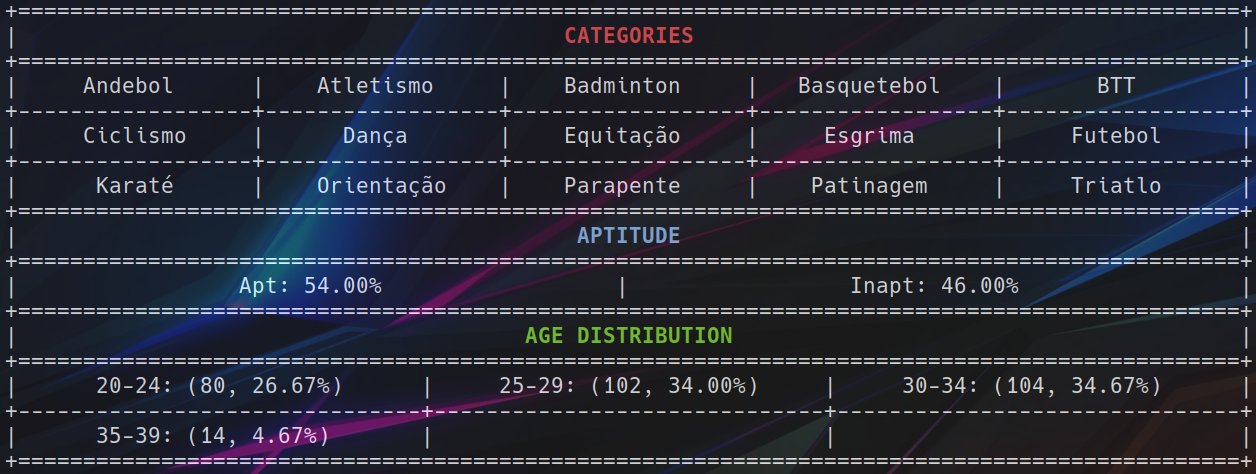 CATEGORIES
Andebol | Atletismo | Badminton | Basquetebol | BTT
Ciclismo | Dança | Equitação | Esgrima | Futebol
Karaté | Orientação | Parapente | Patinagem | Triatlo
APTITUDE
Apt: 54.00% | Inapt: 46.00%
AGE DISTRIBUTION
20-24: (80, 26.67%) | 25-29: (102, 34.00%) | 30-34: (104, 34.67%)
35-39: (14, 4.67%) | |